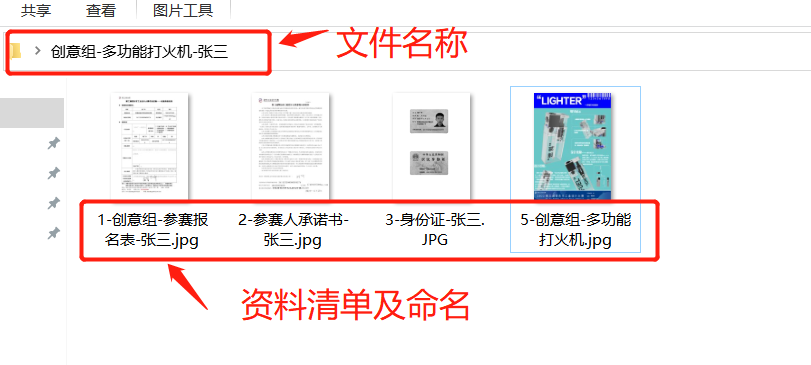 共享 查看 图片工具
文件名称
创意组-多功能打火机-张三
"LIGHTER"
1-创意组-参赛报
名表-张三.jpg
2-参赛人承诺书-
张三.jpg
3-身份证-张三.
JPG
5-创意组-多功能
打火机.jpg
资料清单及命名